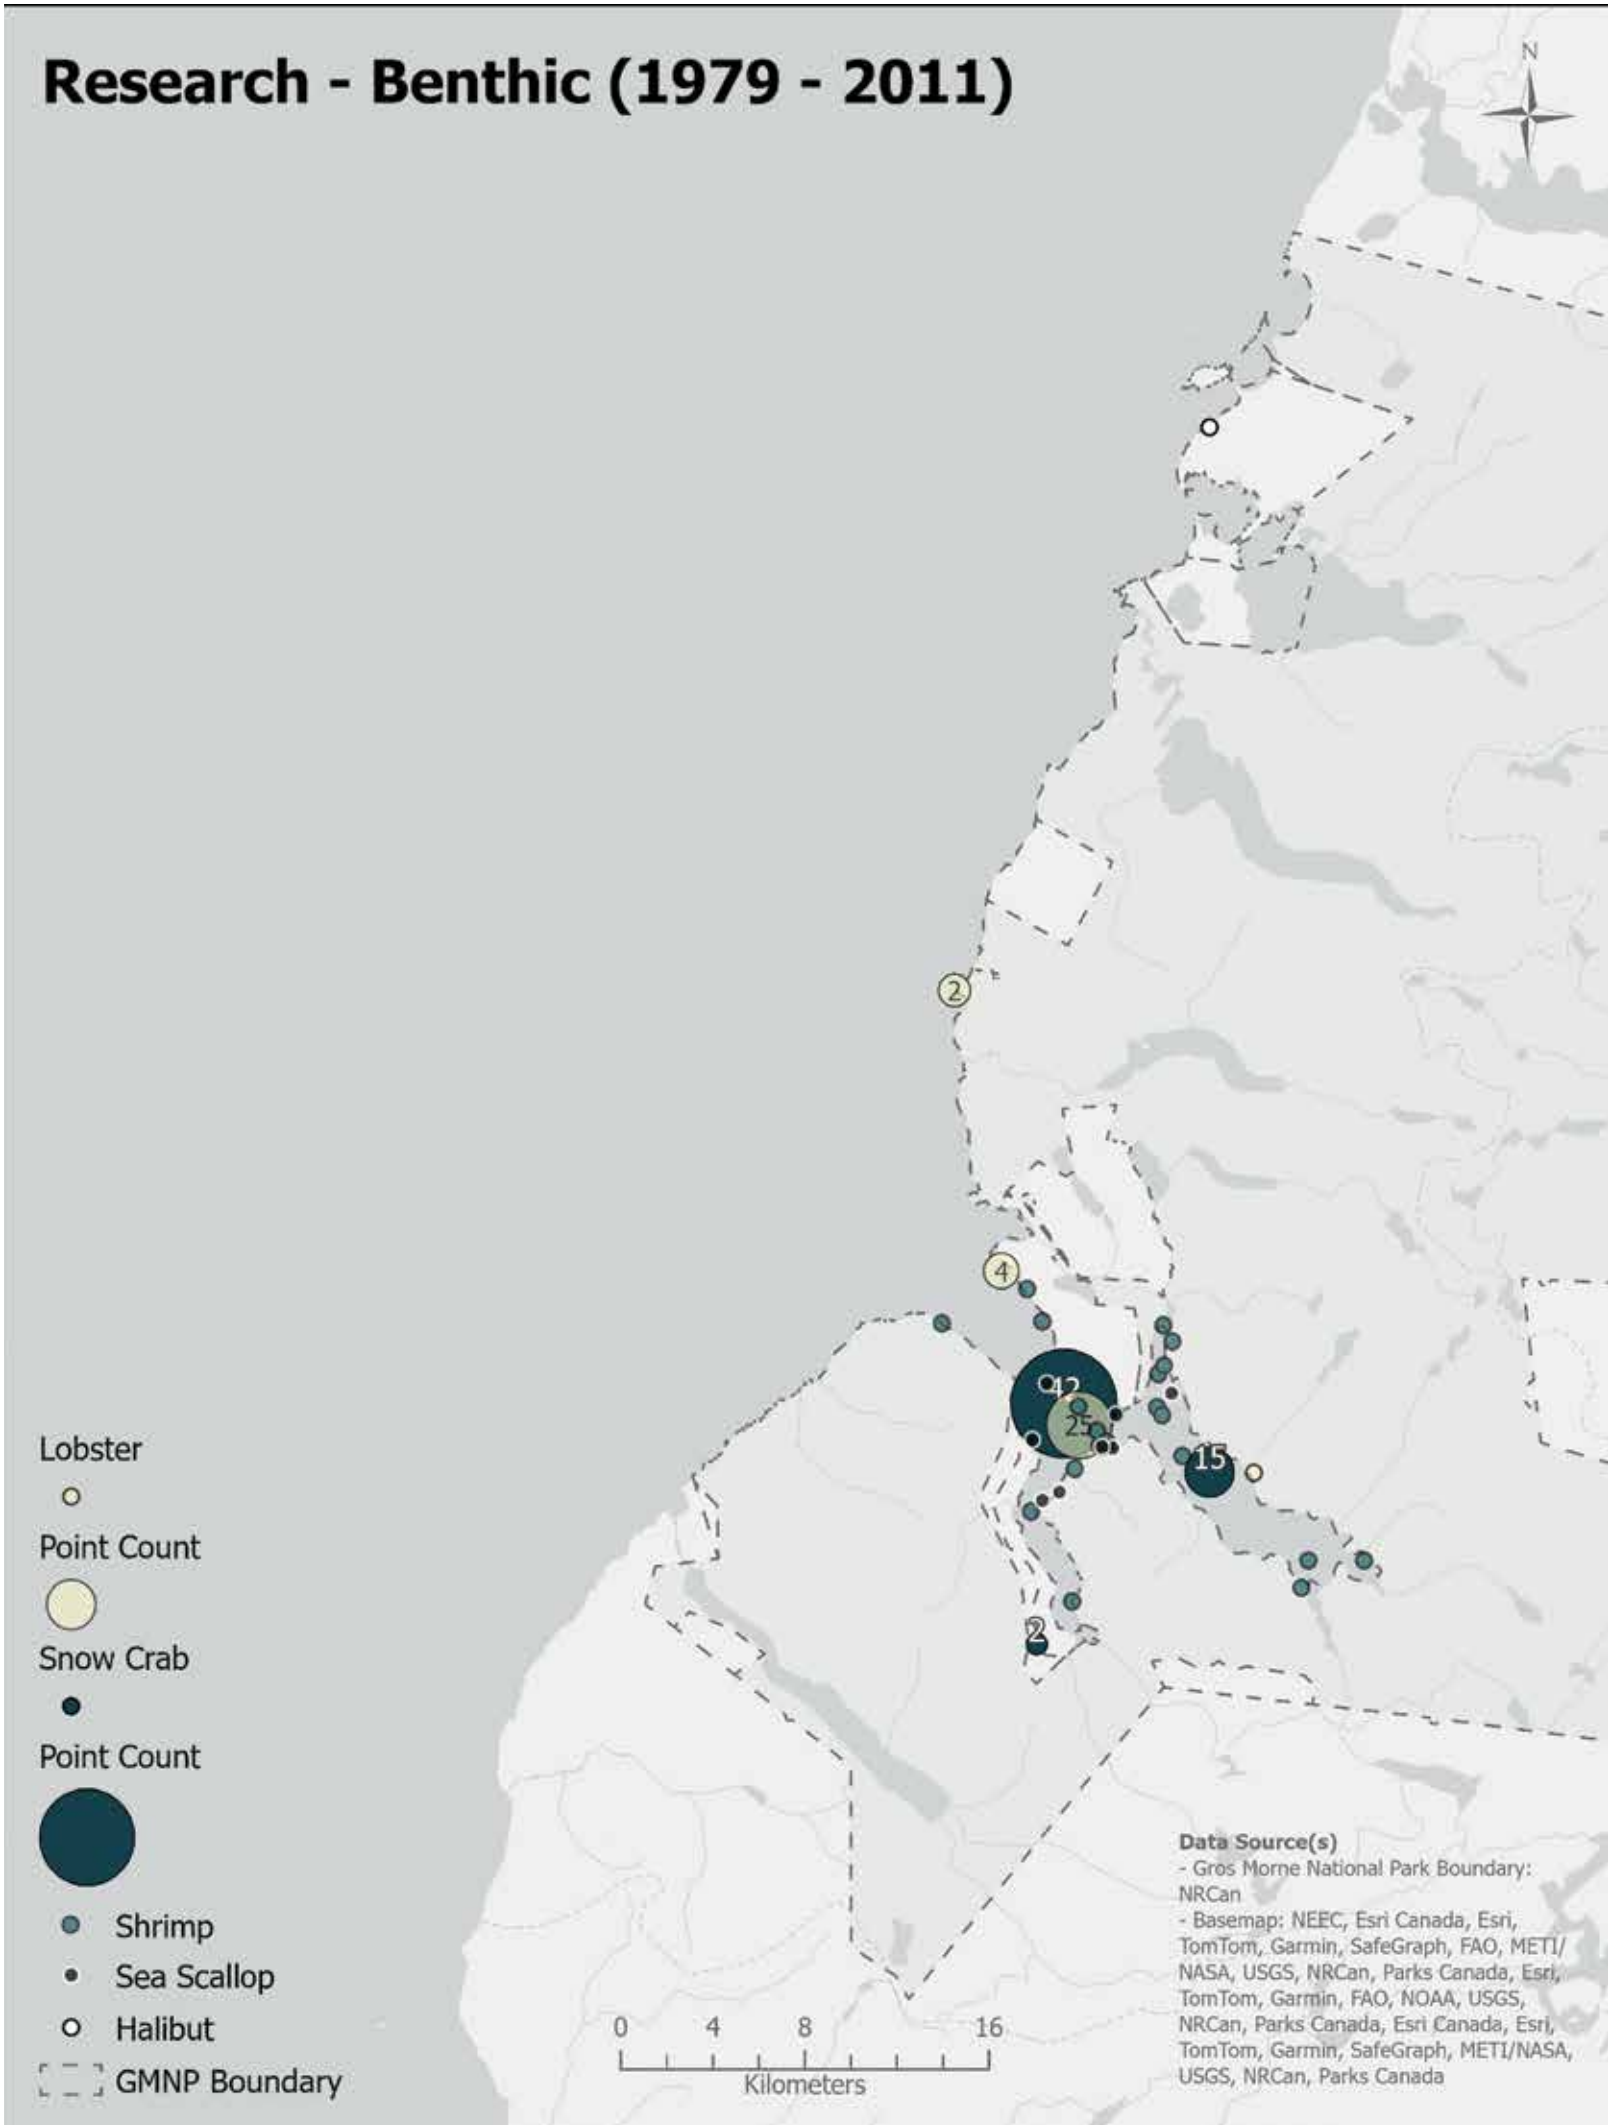 Research - Benthic (1979 - 2011)
N
2
4
42
25
15
2
Lobster
Point Count
Snow Crab
Point Count
Shrimp
Sea Scallop
Halibut
GMNP Boundary
0 4 8 16
Kilometers
Data Source(s)
- Gros Morne National Park Boundary:
NRCan
- Basemap: NEEC, Esri Canada, Esri,
TomTom, Garmin, SafeGraph, FAO, METI/
NASA, USGS, NRCan, Parks Canada, Esri,
TomTom, Garmin, FAO, NOAA, USGS,
NRCan, Parks Canada, Esri Canada, Esri,
TomTom, Garmin, SafeGraph, METI/NASA,
USGS, NRCan, Parks Canada